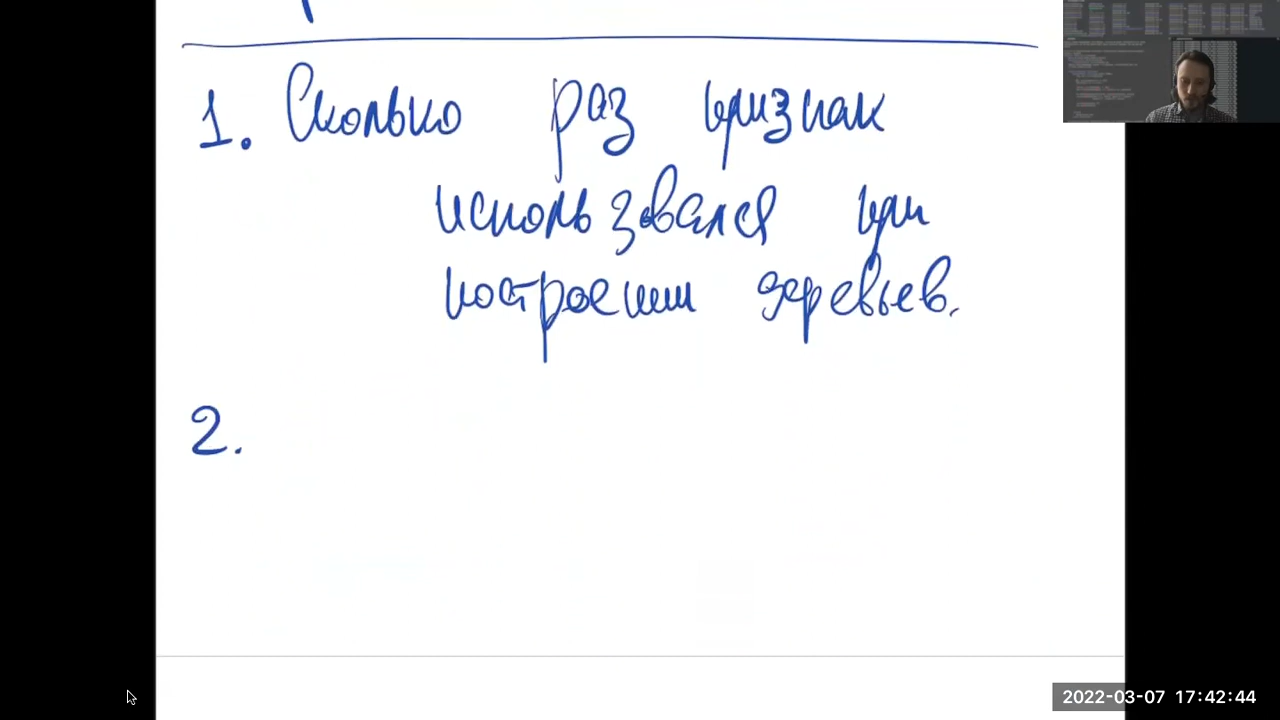 1. Сколько раз признак
использовался при
построении деревьев.
2.
2022-03-07 17:42:44